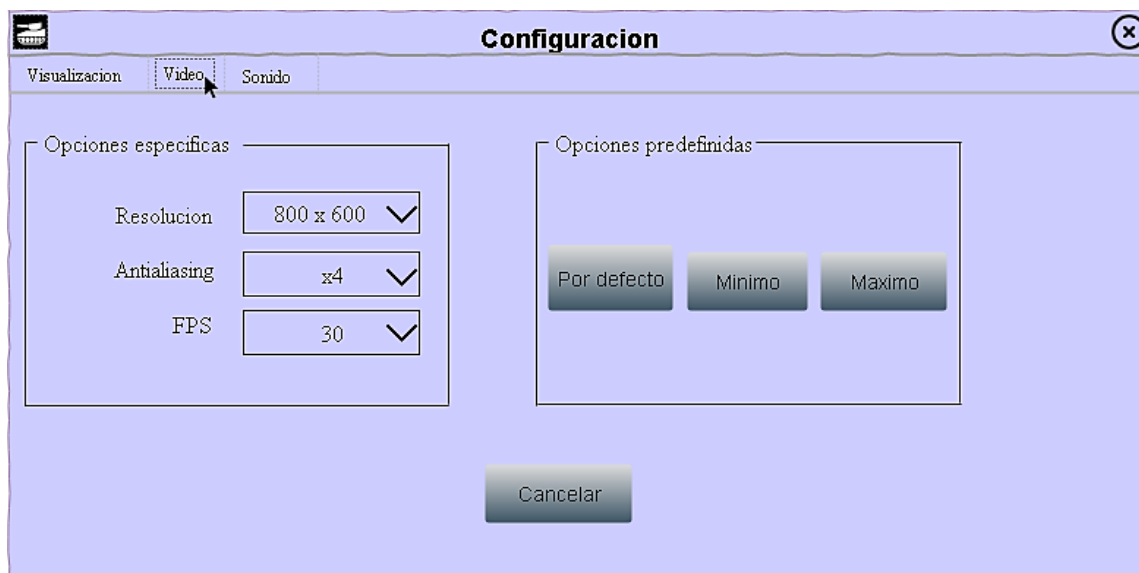 Configuracion
Visualizacion Video Sonido
Opciones especificas
Resolucion 800 x 600
Antialiasing x4
FPS 30
Opciones predefinidas
Por defecto Minimo Maximo
Cancelar